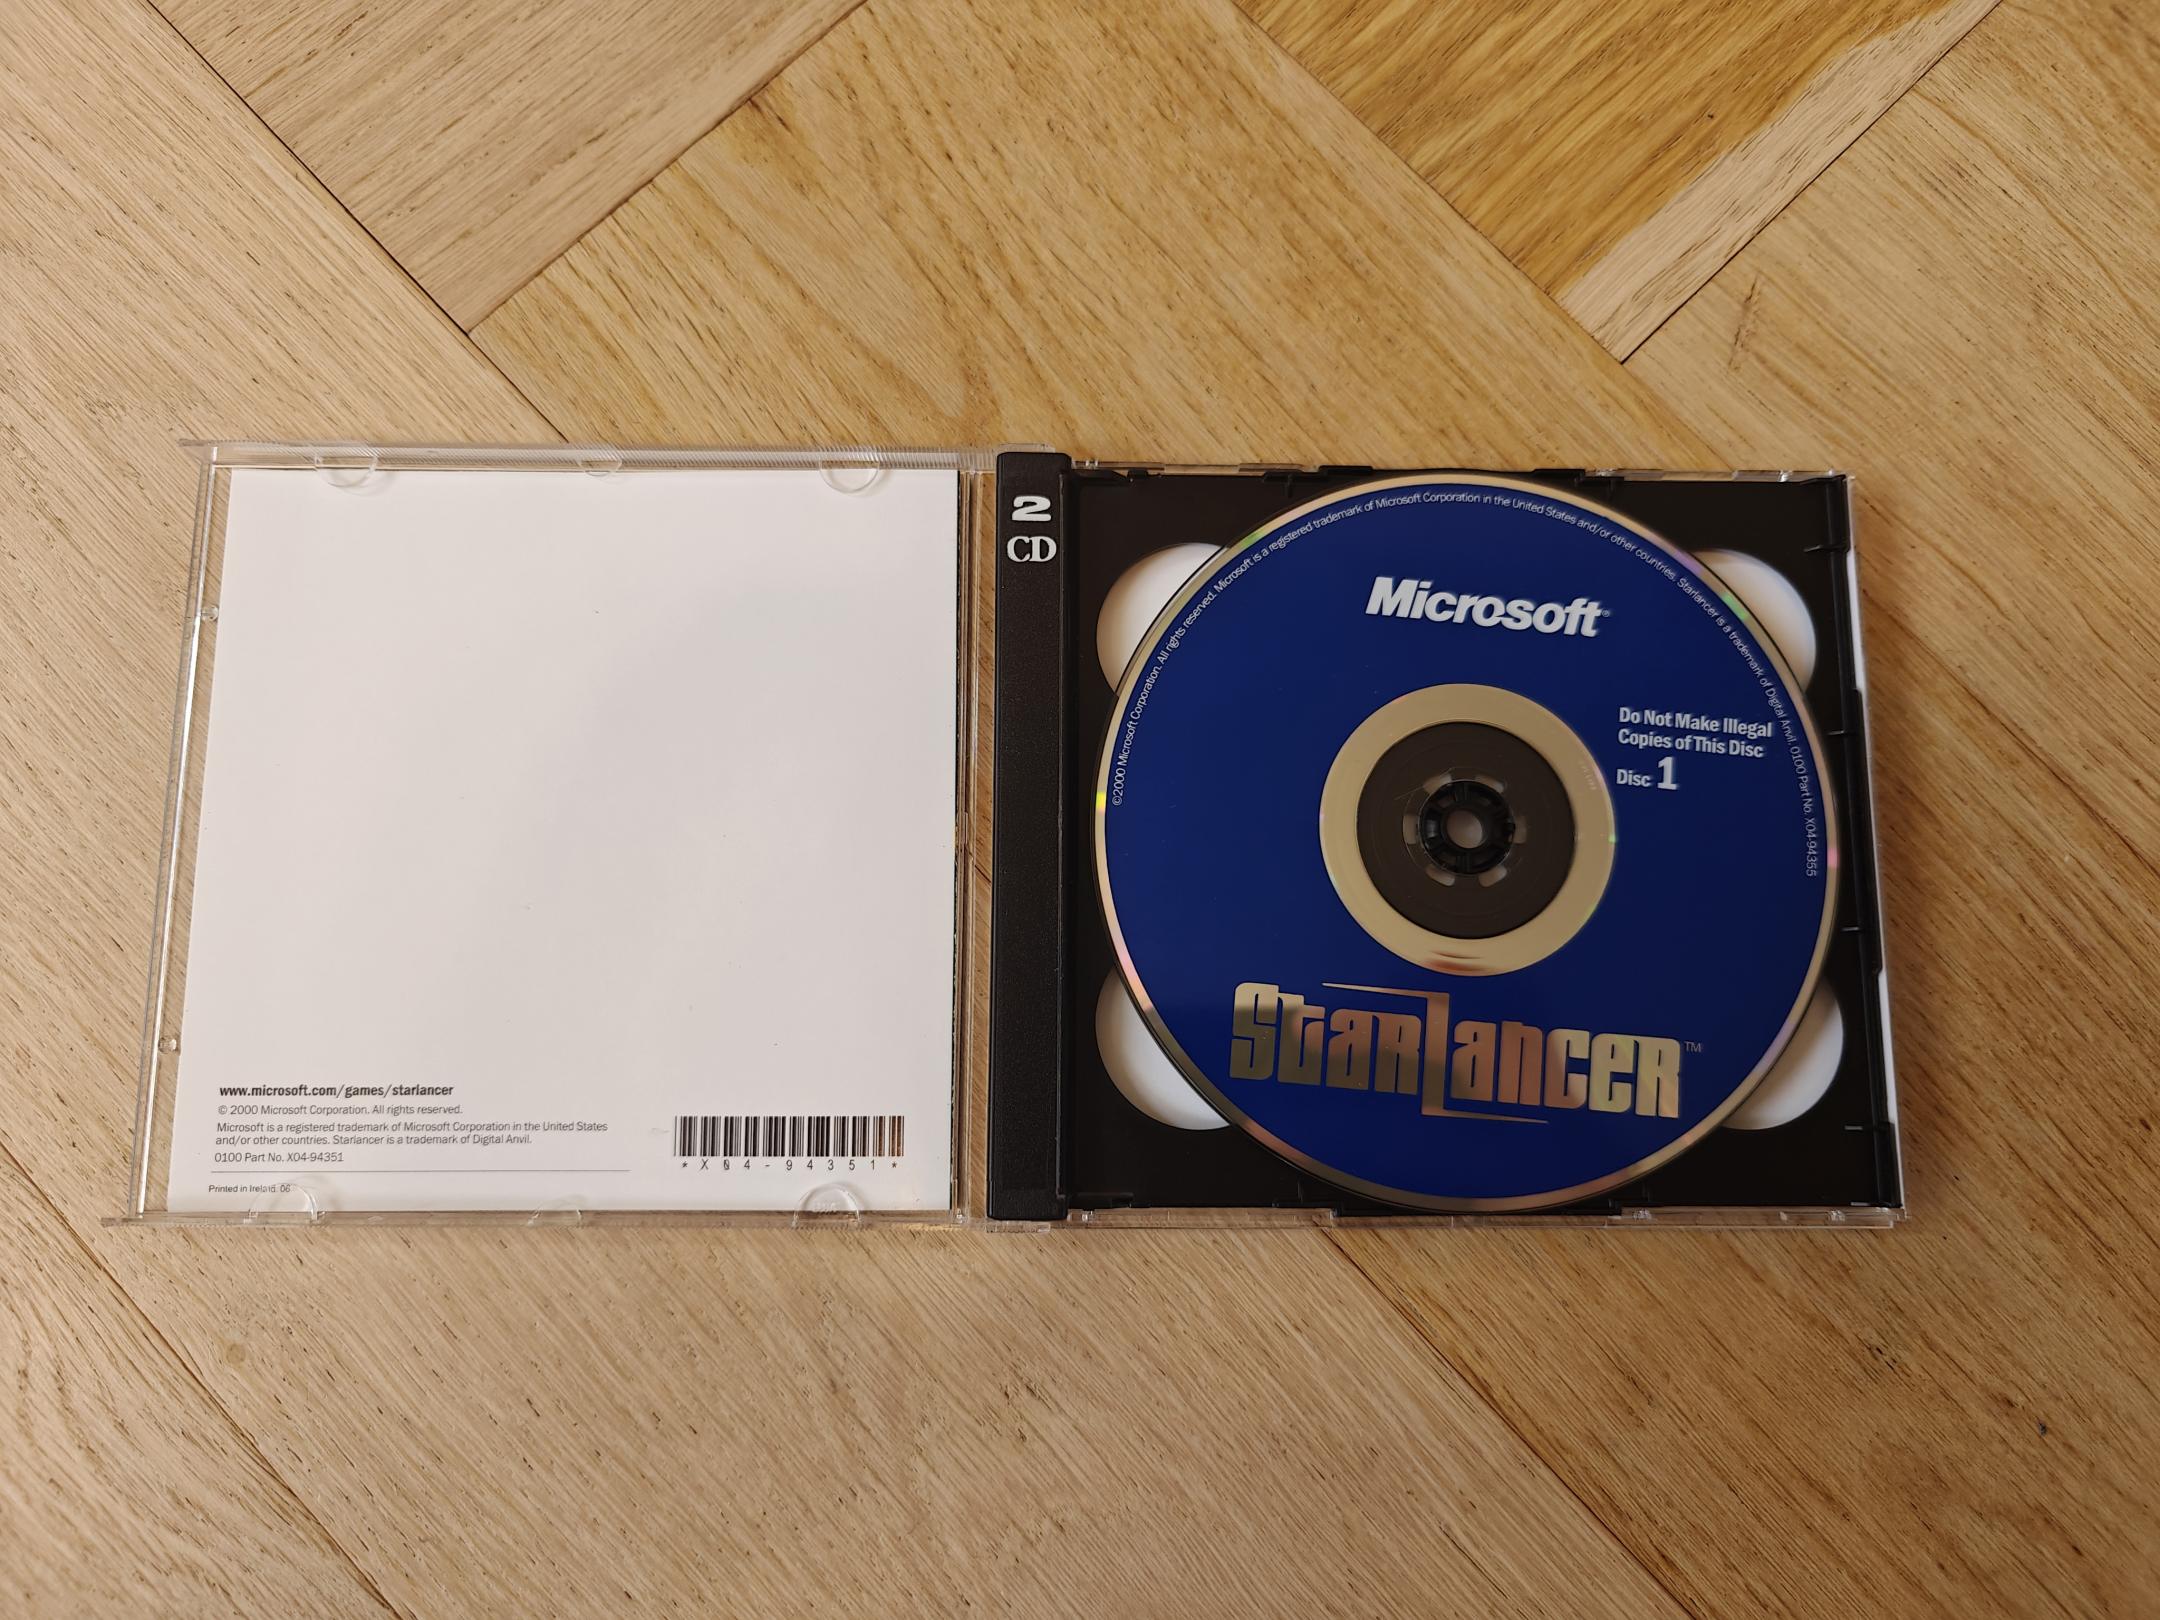 www.microsoft.com/games/starlancer
© 2000 Microsoft Corporation. All rights reserved.
Microsoft is a registered trademark of Microsoft Corporation in the United States
and/or other countries. Starlancer is a trademark of Digital Anvil.
0100 Part No. X04-94351
*X04-94351*
Printed in Ireland: 06
2
CD
©2000 Microsoft Corporation. All rights reserved. Microsoft is a registered trademark of Microsoft Corporation in the United States and/or other countries. Starlancer is a trademark of Digital Anvil. 0100 Part No. X04-94355
Microsoft®
Do Not Make Illegal
Copies of This Disc
Disc 1
StarLancer™